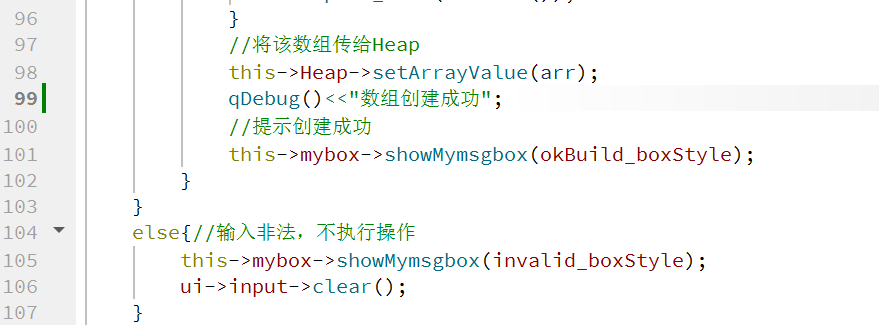 96 }
97 //将该数组传给Heap
98 this->Heap->setArrayValue(arr);
99 qDebug()<<"数组创建成功";
100 //提示创建成功
101 this->mybox->showMymsgbox(okBuild_boxStyle);
102 }
103 }
104 else{//输入非法，不执行操作
105 this->mybox->showMymsgbox(invalid_boxStyle);
106 ui->input->clear();
107 }